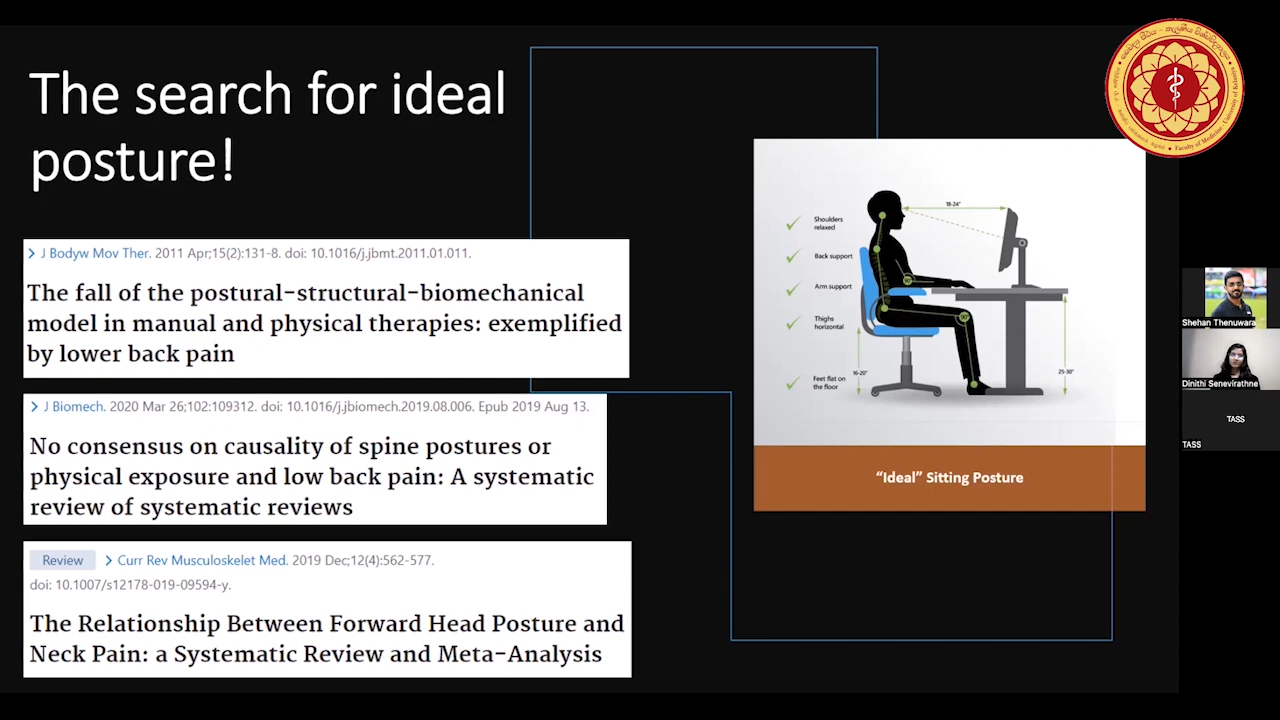 The search for ideal
posture!
J Bodyw Mov Ther. 2011 Apr;15(2):131-8. doi: 10.1016/j.jbmt.2011.01.011.
The fall of the postural-structural-biomechanical
model in manual and physical therapies: exemplified
by lower back pain
J Biomech. 2020 Mar 26;102:109312. doi: 10.1016/j.jbiomech.2019.08.006. Epub 2019 Aug 13.
No consensus on causality of spine postures or
physical exposure and low back pain: A systematic
review of systematic reviews
Review
Curr Rev Musculoskelet Med. 2019 Dec;12(4):562-577.
doi: 10.1007/s12178-019-09594-y.
The Relationship Between Forward Head Posture and
Neck Pain: a Systematic Review and Meta-Analysis
18-24"
Shoulders
relaxed
Back support
Arm support
Thighs
horizontal
Feet flat on
the floor
16-20"
25-30"
"Ideal" Sitting Posture
Faculty of Medicine - University of Kelaniya
Shehan Thenuwara
Dinithi Senevirathne
TASS
TASS